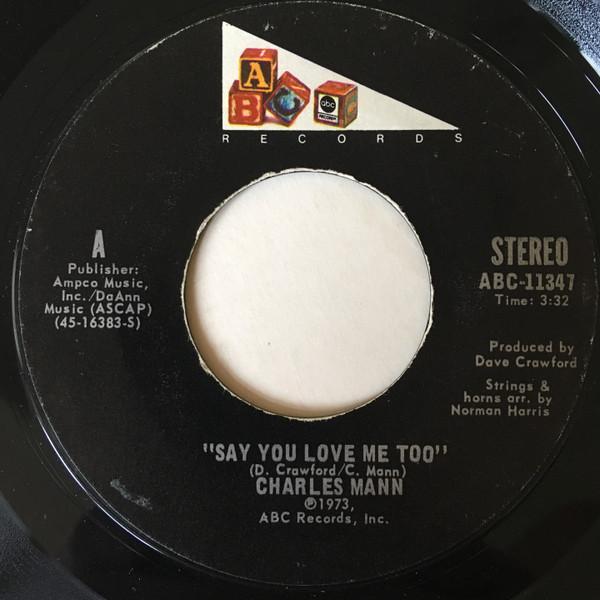 A
B
abc
RECORDS
A
Publisher:
Ampco Music,
Inc./DaAnn
Music (ASCAP)
(45-16383-S)
STEREO
ABC-11347
Time: 3:32
Produced by
Dave Crawford
Strings &
horns arr. by
Norman Harris
"SAY YOU LOVE ME TOO"
(D. Crawford/C. Mann)
CHARLES MANN
℗1973,
ABC Records, Inc.